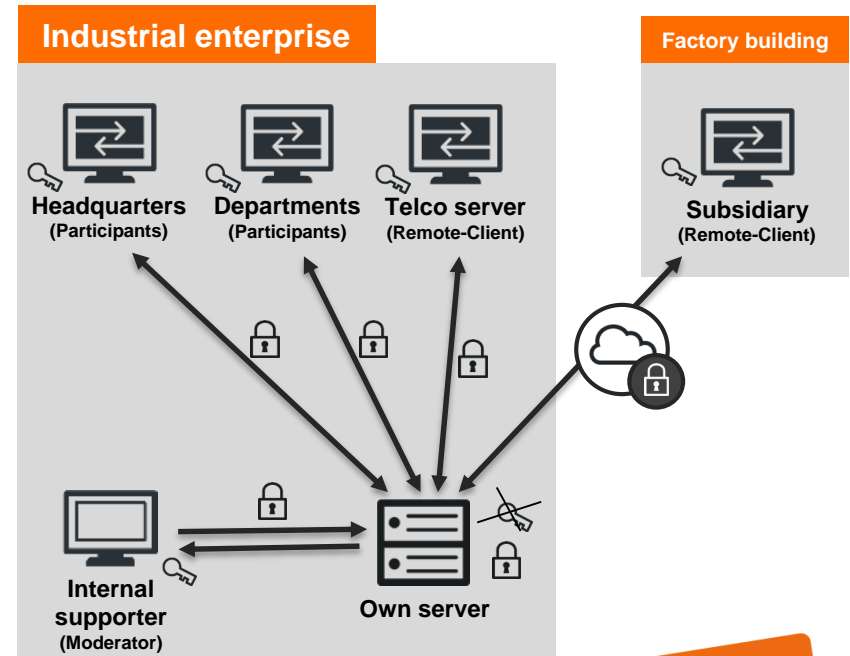 Industrial enterprise
Factory building
Headquarters
(Participants)
Departments
(Participants)
Telco server
(Remote-Client)
Subsidiary
(Remote-Client)
Internal
supporter
(Moderator)
Own server